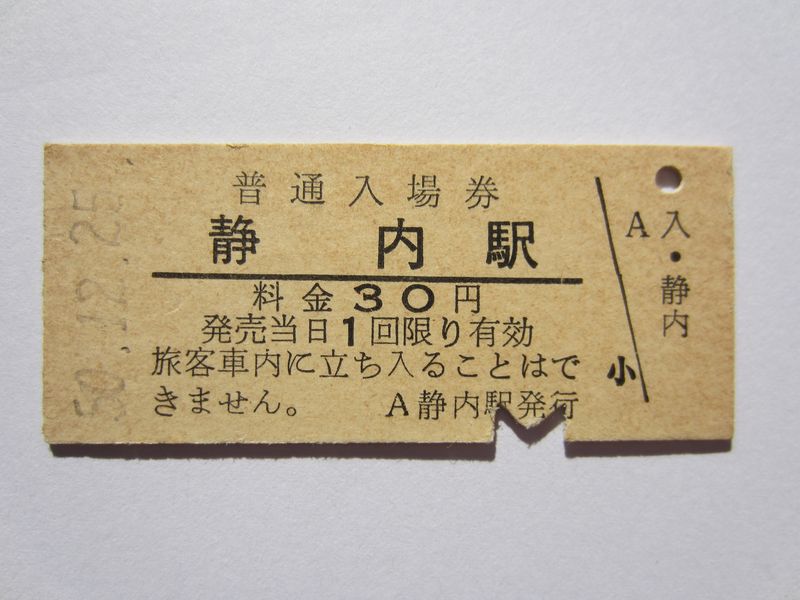 普通入場券
静内駅
料金30円
発売当日1回限り有効
旅客車内に立ち入ることはで
きません。 A静内駅発行
A
入・静内
小
50.12.25